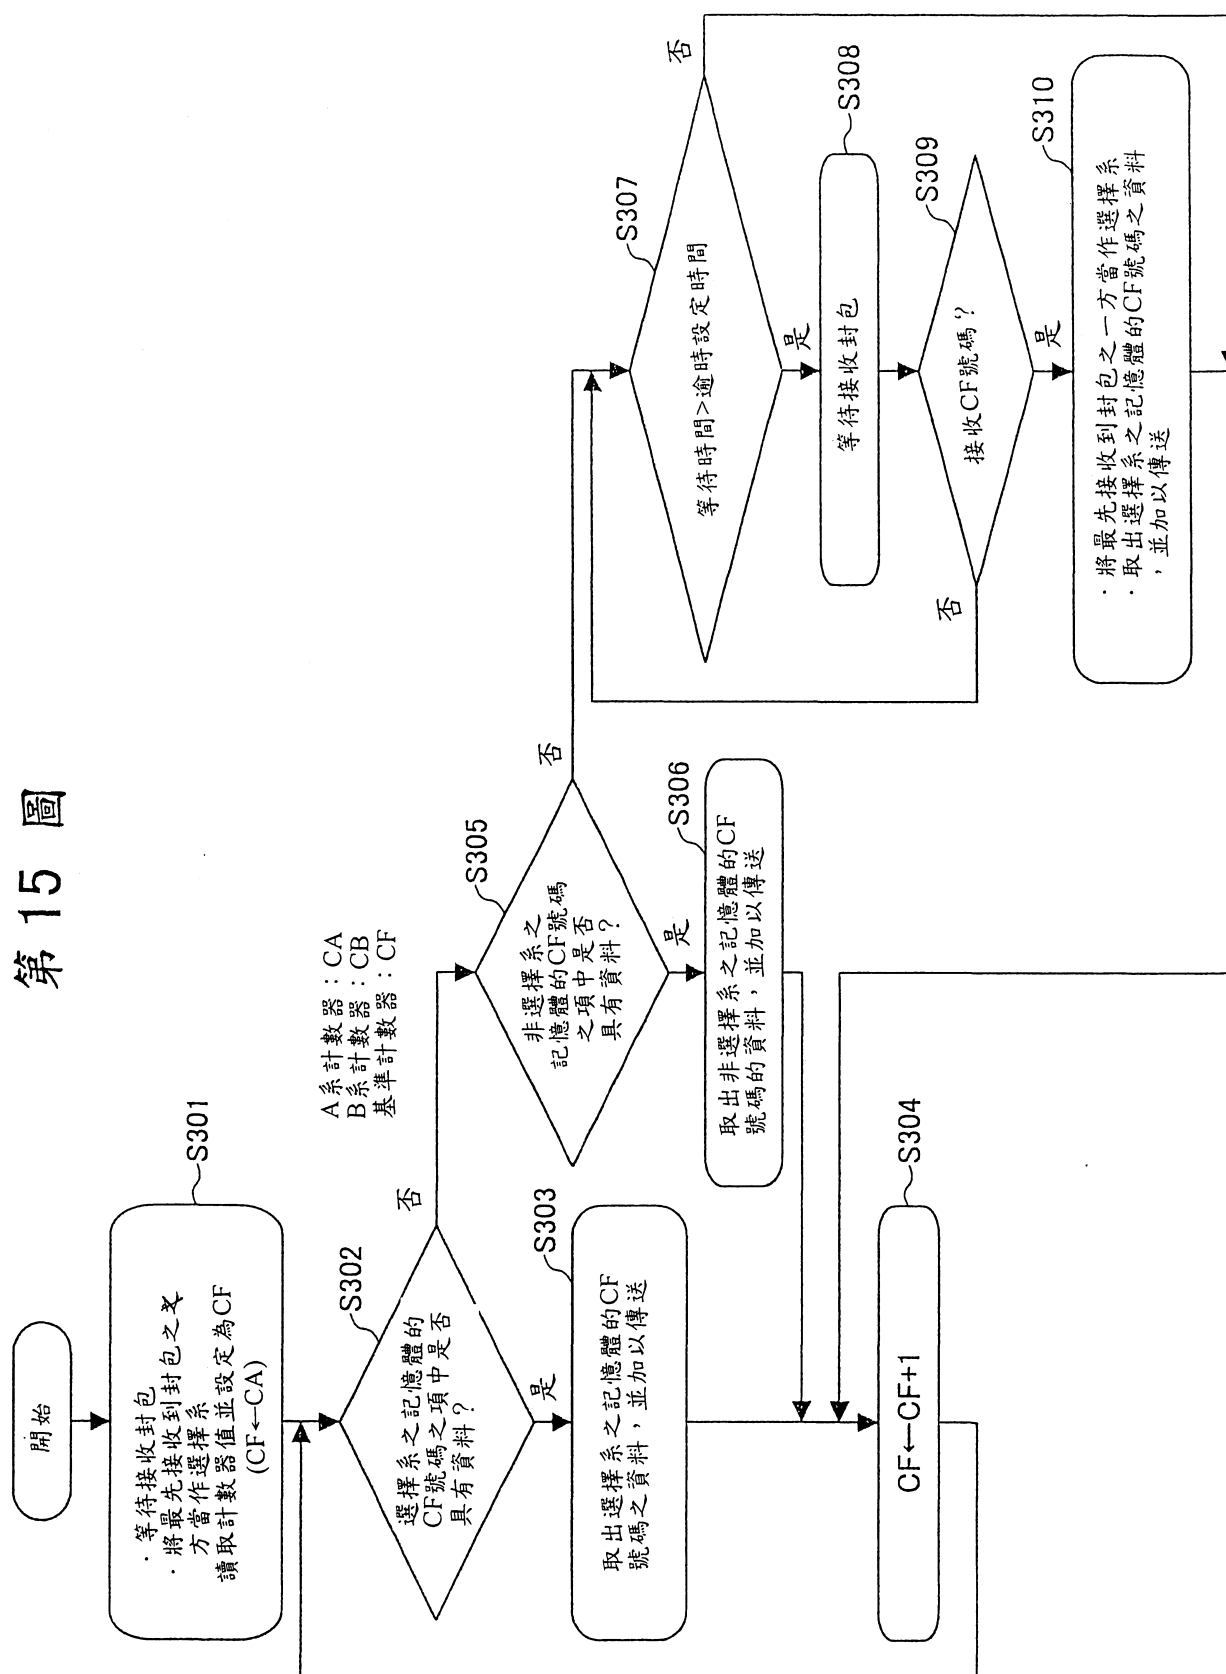 第 15 圖
開始
S301
·等待接收封包
·將最先接收到封包之
方當作選擇系
讀取計數器值並設定為CF
(CF←CA)
A系計數器：CA
B系計數器：CB
基準計數器：CF
S302
選擇系之記憶體的
CF號碼之項中是否
具有資料？
否
是
S303
取出選擇系之記憶體的CF
號碼之資料，並加以傳送
S304
CF←CF+1
S305
非選擇系之
記憶體的CF號碼
之項中是否
具有資料？
否
是
S306
取出非選擇系之記憶體的CF
號碼的資料，並加以傳送
S307
等待時間>逾時設定時間
否
是
S308
等待接收封包
S309
接收CF號碼？
否
是
S310
·將最先接收到封包之一方當作選擇系
·取出選擇系之記憶體的CF號碼之資料
，並加以傳送